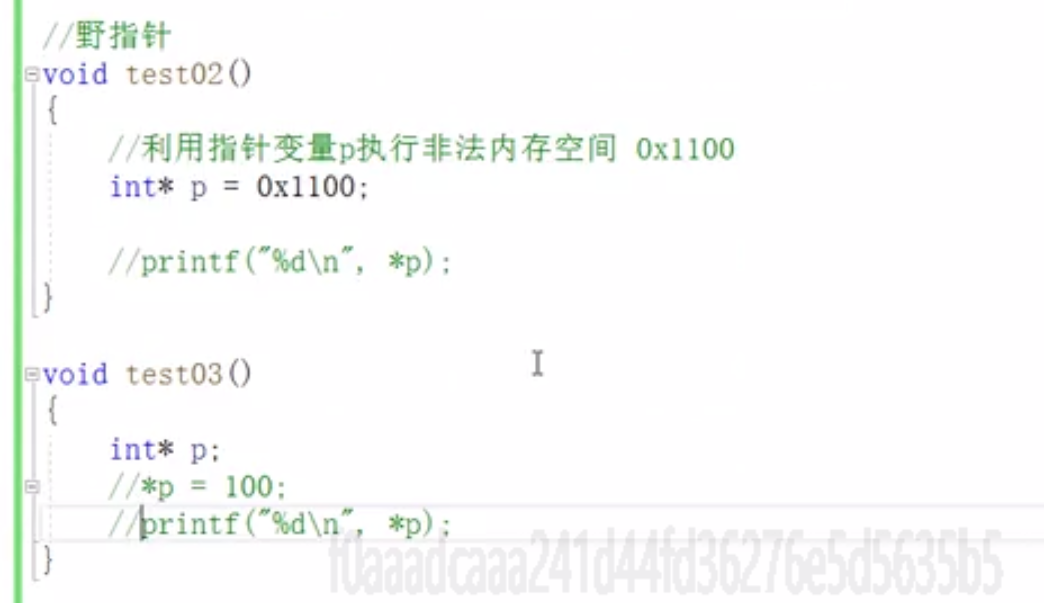 //野指针
void test02()
{
//利用指针变量p执行非法内存空间 0x1100
int* p = 0x1100;
//printf("%d\n", *p);
}
void test03()
{
int* p;
//*p = 100;
//printf("%d\n", *p);
}
f0aaadcaaa241d44fd36276e5d5635b5